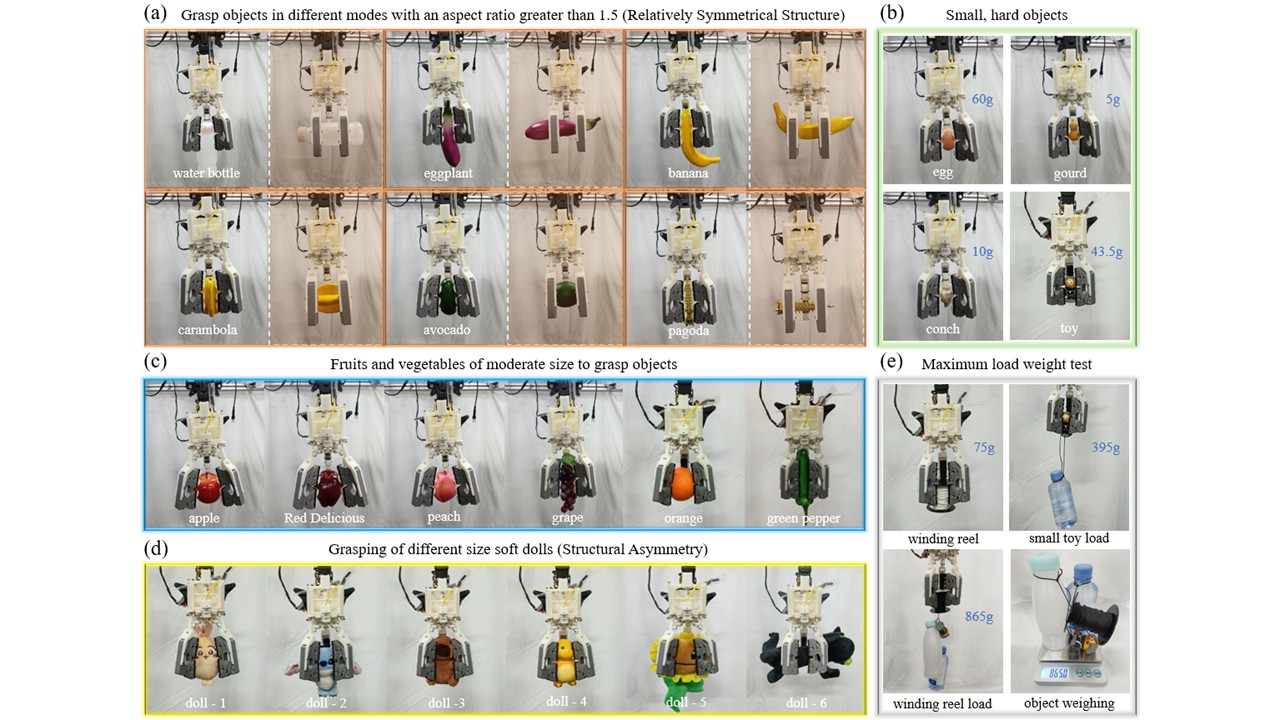 (a) Grasp objects in different modes with an aspect ratio greater than 1.5 (Relatively Symmetrical Structure)
water bottle
eggplant
banana
carambola
avocado
pagoda
(b) Small, hard objects
60g
5g
egg
gourd
10g
43.5g
conch
toy
(c) Fruits and vegetables of moderate size to grasp objects
apple
Red Delicious
peach
grape
orange
green pepper
(d) Grasping of different size soft dolls (Structural Asymmetry)
doll - 1
doll - 2
doll -3
doll - 4
doll - 5
doll - 6
(e) Maximum load weight test
75g
395g
winding reel
small toy load
865g
865.0
winding reel load
object weighing